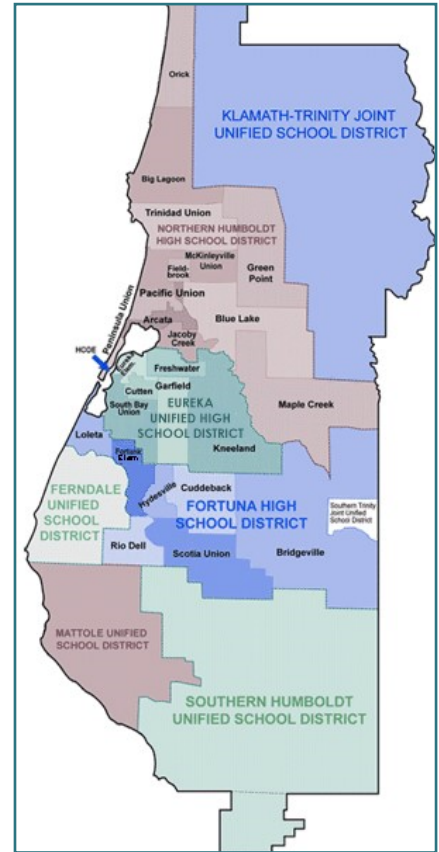 Orick
KLAMATH-TRINITY JOINT
UNIFIED SCHOOL DISTRICT
Big Lagoon
Trinidad Union
NORTHERN HUMBOLDT
HIGH SCHOOL DISTRICT
McKinleyville
Union
Field-
brook
Green
Point
Pacific Union
Peninsula Union
Arcata
Blue Lake
Jacoby
Creek
HCOE
Eureka
Elem.
Freshwater
Garfield
Cutten
South Bay
Union
EUREKA
UNIFIED HIGH
SCHOOL DISTRICT
Maple Creek
Kneeland
Loleta
Fortuna
Elem.
Hydesville
Cuddeback
FERNDALE
UNIFIED
SCHOOL
DISTRICT
FORTUNA HIGH
SCHOOL DISTRICT
Southern Trinity
Joint Unified
School District
Rio Dell
Scotia Union
Bridgeville
MATTOLE UNIFIED
SCHOOL DISTRICT
SOUTHERN HUMBOLDT
UNIFIED SCHOOL DISTRICT